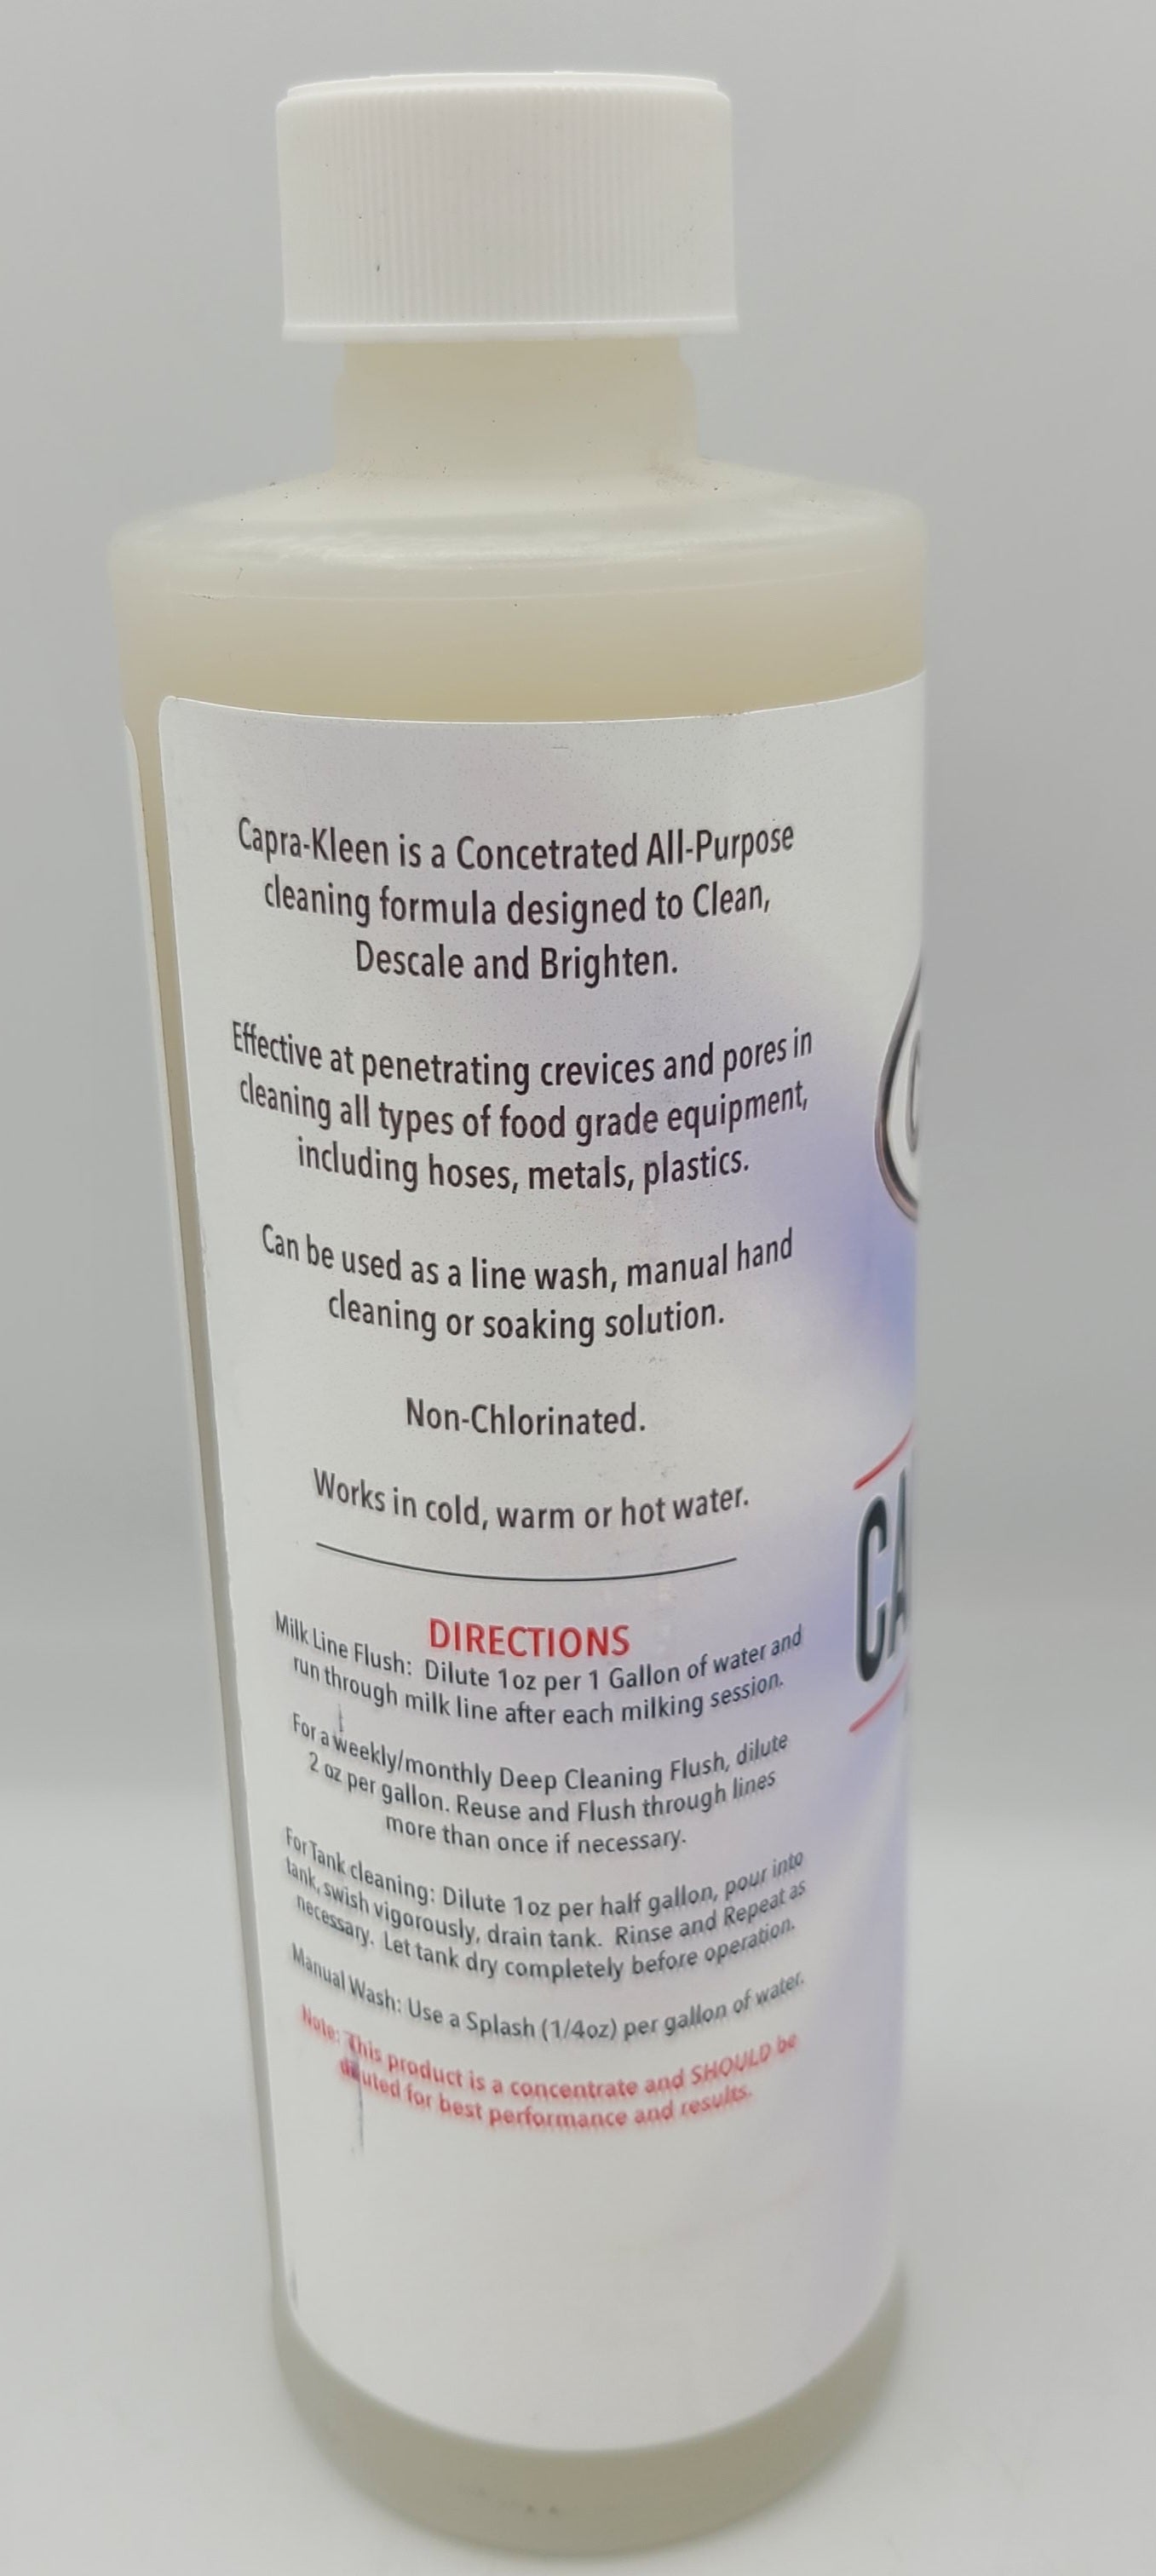 Capra-Kleen is a Concetrated All-Purpose
cleaning formula designed to Clean,
Descale and Brighten.
Effective at penetrating crevices and pores in
cleaning all types of food grade equipment,
including hoses, metals, plastics.
Can be used as a line wash, manual hand
cleaning or soaking solution.
Non-Chlorinated.
Works in cold, warm or hot water.
DIRECTIONS
Milk Line Flush: Dilute 1oz per 1 Gallon of water and
run through milk line after each milking session.
For a weekly/monthly Deep Cleaning Flush, dilute
2 oz per gallon. Reuse and Flush through lines
more than once if necessary.
For Tank cleaning: Dilute 1oz per half gallon, pour into
tank, swish vigorously, drain tank. Rinse and Repeat as
necessary. Let tank dry completely before operation.
Manual Wash: Use a Splash (1/4oz) per gallon of water.
Note: This product is a concentrate and SHOULD be
diluted for best performance and results.
CA